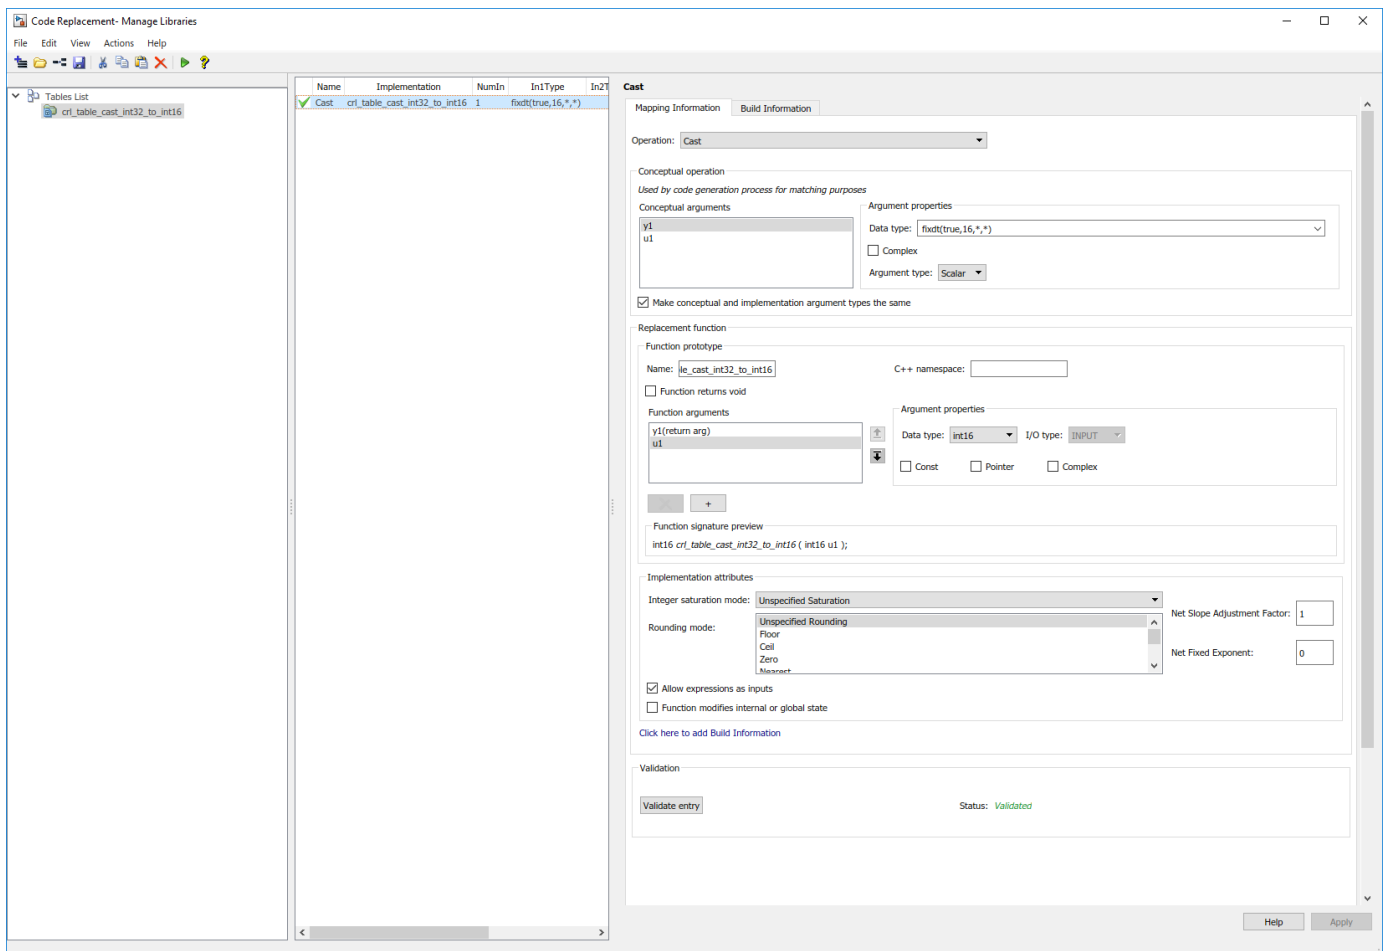 Code Replacement- Manage Libraries
File Edit View Actions Help
Tables List
crl_table_cast_int32_to_int16
Name Implementation NumIn In1Type In2T
Cast crl_table_cast_int32_to_int16 1 fixdt(true,16,*,*)
Cast
Mapping Information Build Information
Operation: Cast
Conceptual operation
Used by code generation process for matching purposes
Conceptual arguments
y1
u1
Argument properties
Data type: fixdt(true,16,*,*)
Complex
Argument type: Scalar
Make conceptual and implementation argument types the same
Replacement function
Function prototype
Name: le_cast_int32_to_int16 C++ namespace:
Function returns void
Function arguments
y1(return arg)
u1
Argument properties
Data type: int16 I/O type: INPUT
Const Pointer Complex
+
Function signature preview
int16 crl_table_cast_int32_to_int16 ( int16 u1 );
Implementation attributes
Integer saturation mode: Unspecified Saturation
Rounding mode: Unspecified Rounding
Floor
Ceil
Zero
Nearest
Net Slope Adjustment Factor: 1
Net Fixed Exponent: 0
Allow expressions as inputs
Function modifies internal or global state
Click here to add Build Information
Validation
Validate entry Status: Validated
Help Apply